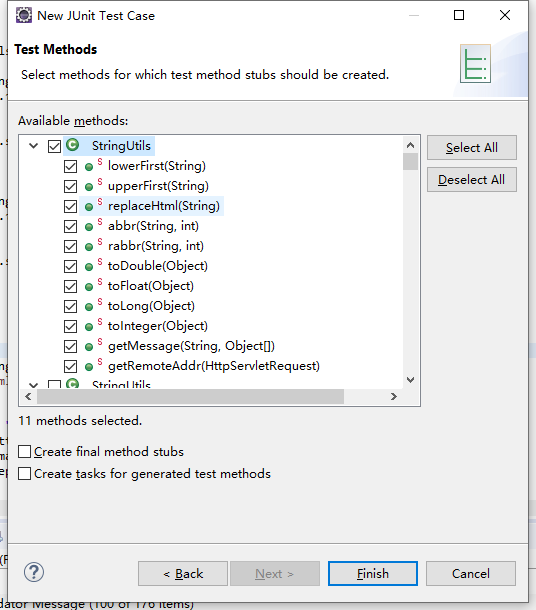 New JUnit Test Case
Test Methods
Select methods for which test method stubs should be created.
Available methods:
StringUtils
lowerFirst(String)
upperFirst(String)
replaceHtml(String)
abbr(String, int)
rabbr(String, int)
toDouble(Object)
toFloat(Object)
toLong(Object)
toInteger(Object)
getMessage(String, Object[])
getRemoteAddr(HttpServletRequest)
StringUtils
Select All
Deselect All
11 methods selected.
Create final method stubs
Create tasks for generated test methods
< Back
Next >
Finish
Cancel
dator Message (100 of 176 items)